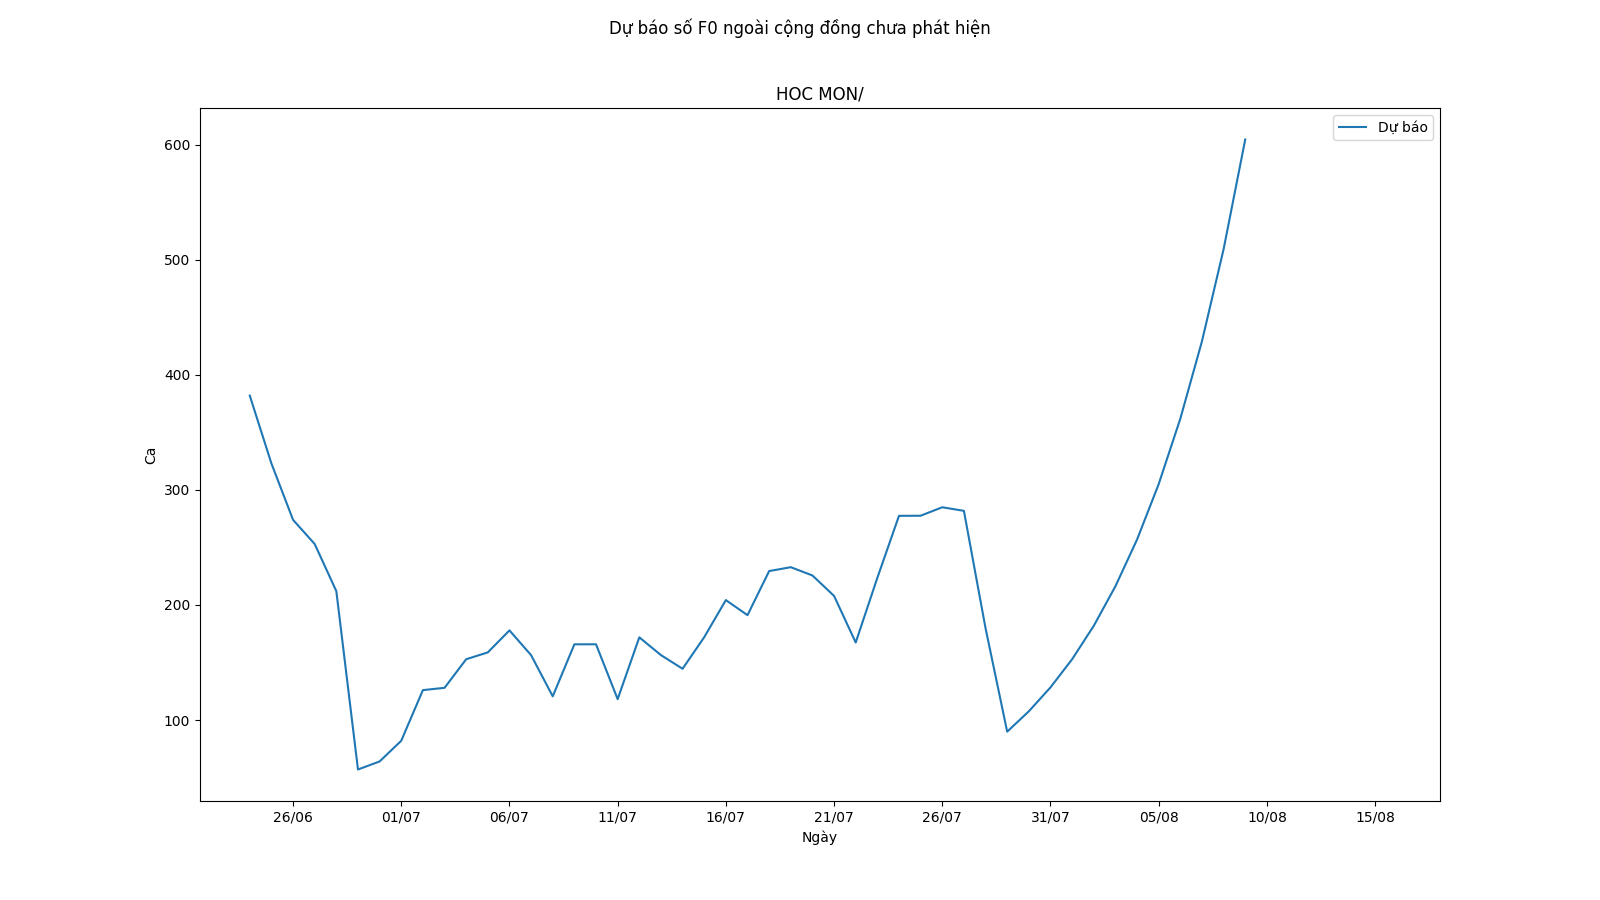 Dự báo số F0 ngoài cộng đồng chưa phát hiện
HOC MON/
Dự báo
600
500
400
300
200
100
Ca
26/06 01/07 06/07 11/07 16/07 21/07 26/07 31/07 05/08 10/08 15/08
Ngày